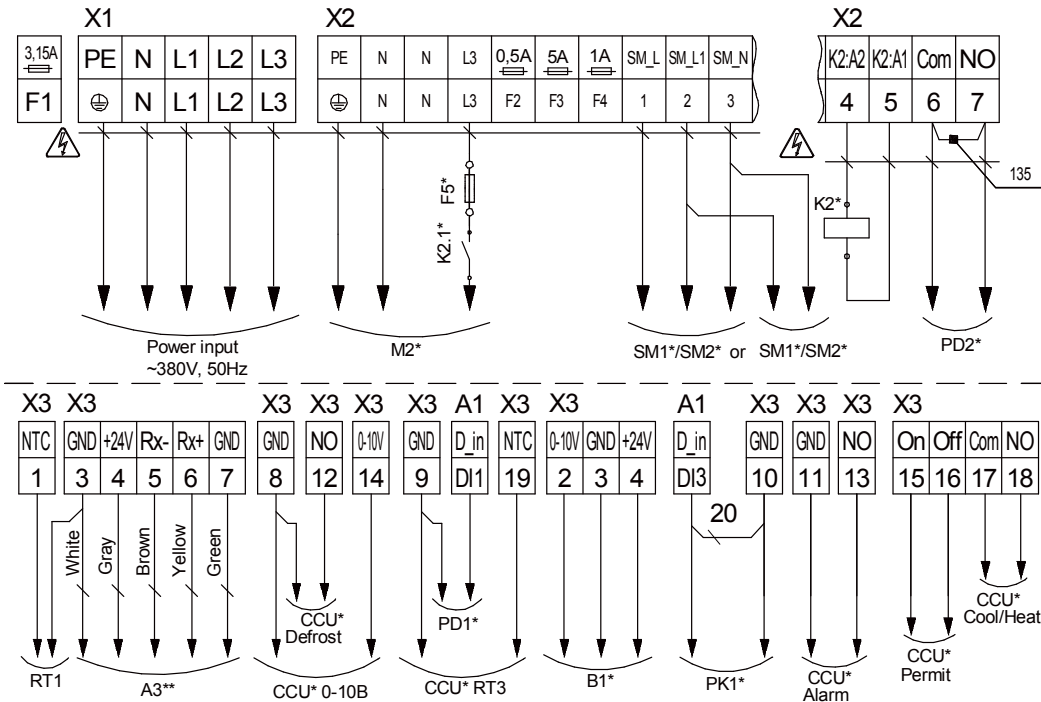 X1 X2 X2
3,15A PE N L1 L2 L3 PE N N L3 0,5A 5A 1A SM_L SM_L1 SM_N K2:A2 K2:A1 Com NO
F1 N L1 L2 L3 N N L3 F2 F3 F4 1 2 3 4 5 6 7
135
F5*
K2*
K2.1*
Power input
~380V, 50Hz
M2*
SM1*/SM2* or SM1*/SM2*
PD2*
X3 X3 X3 X3 X3 X3 A1 X3 X3 A1 X3 X3 X3 X3
NTC GND +24V Rx- Rx+ GND GND NO 0-10V GND D_in NTC 0-10V GND +24V D_in GND GND NO On Off Com NO
1 3 4 5 6 7 8 12 14 9 DI1 19 2 3 4 DI3 10 11 13 15 16 17 18
20
White
Gray
Brown
Yellow
Green
CCU*
Defrost
PD1*
CCU*
Cool/Heat
RT1
A3**
CCU* 0-10B
CCU* RT3
B1*
PK1*
CCU*
Alarm
CCU*
Permit